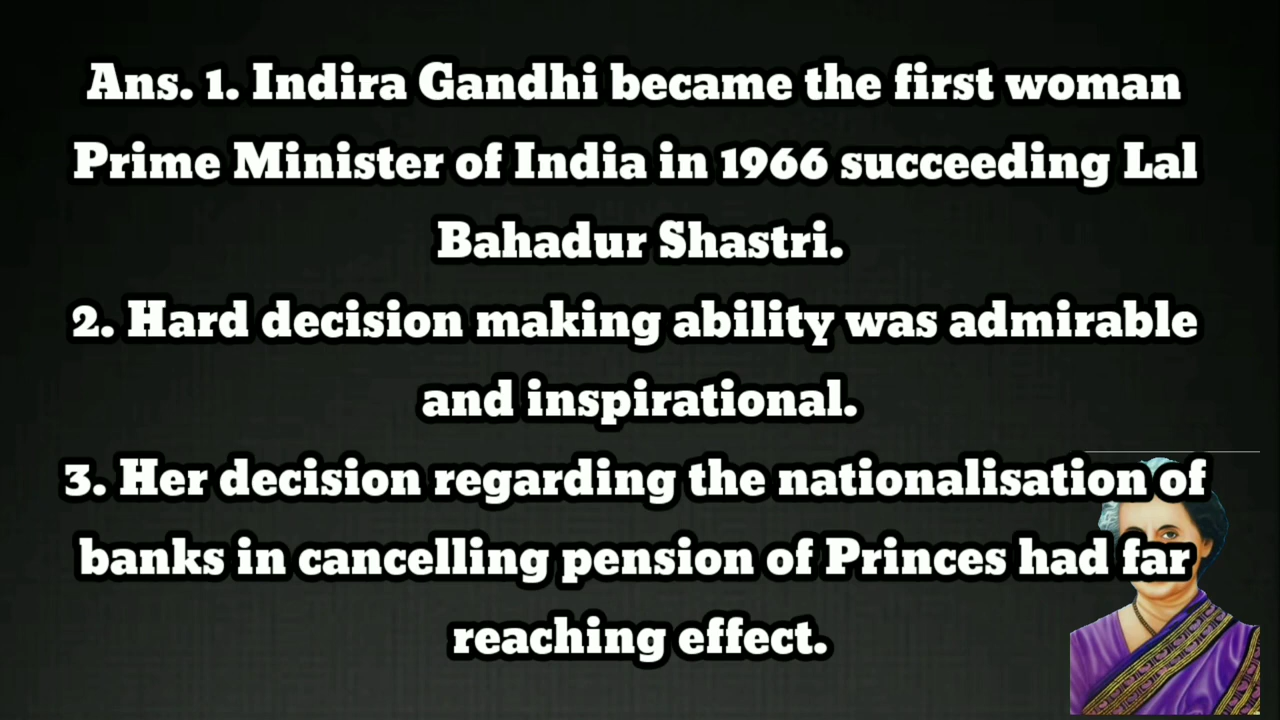 Ans. 1. Indira Gandhi became the first woman
Prime Minister of India in 1966 succeeding Lal
Bahadur Shastri.
2. Hard decision making ability was admirable
and inspirational.
3. Her decision regarding the nationalisation of
banks in cancelling pension of Princes had far
reaching effect.